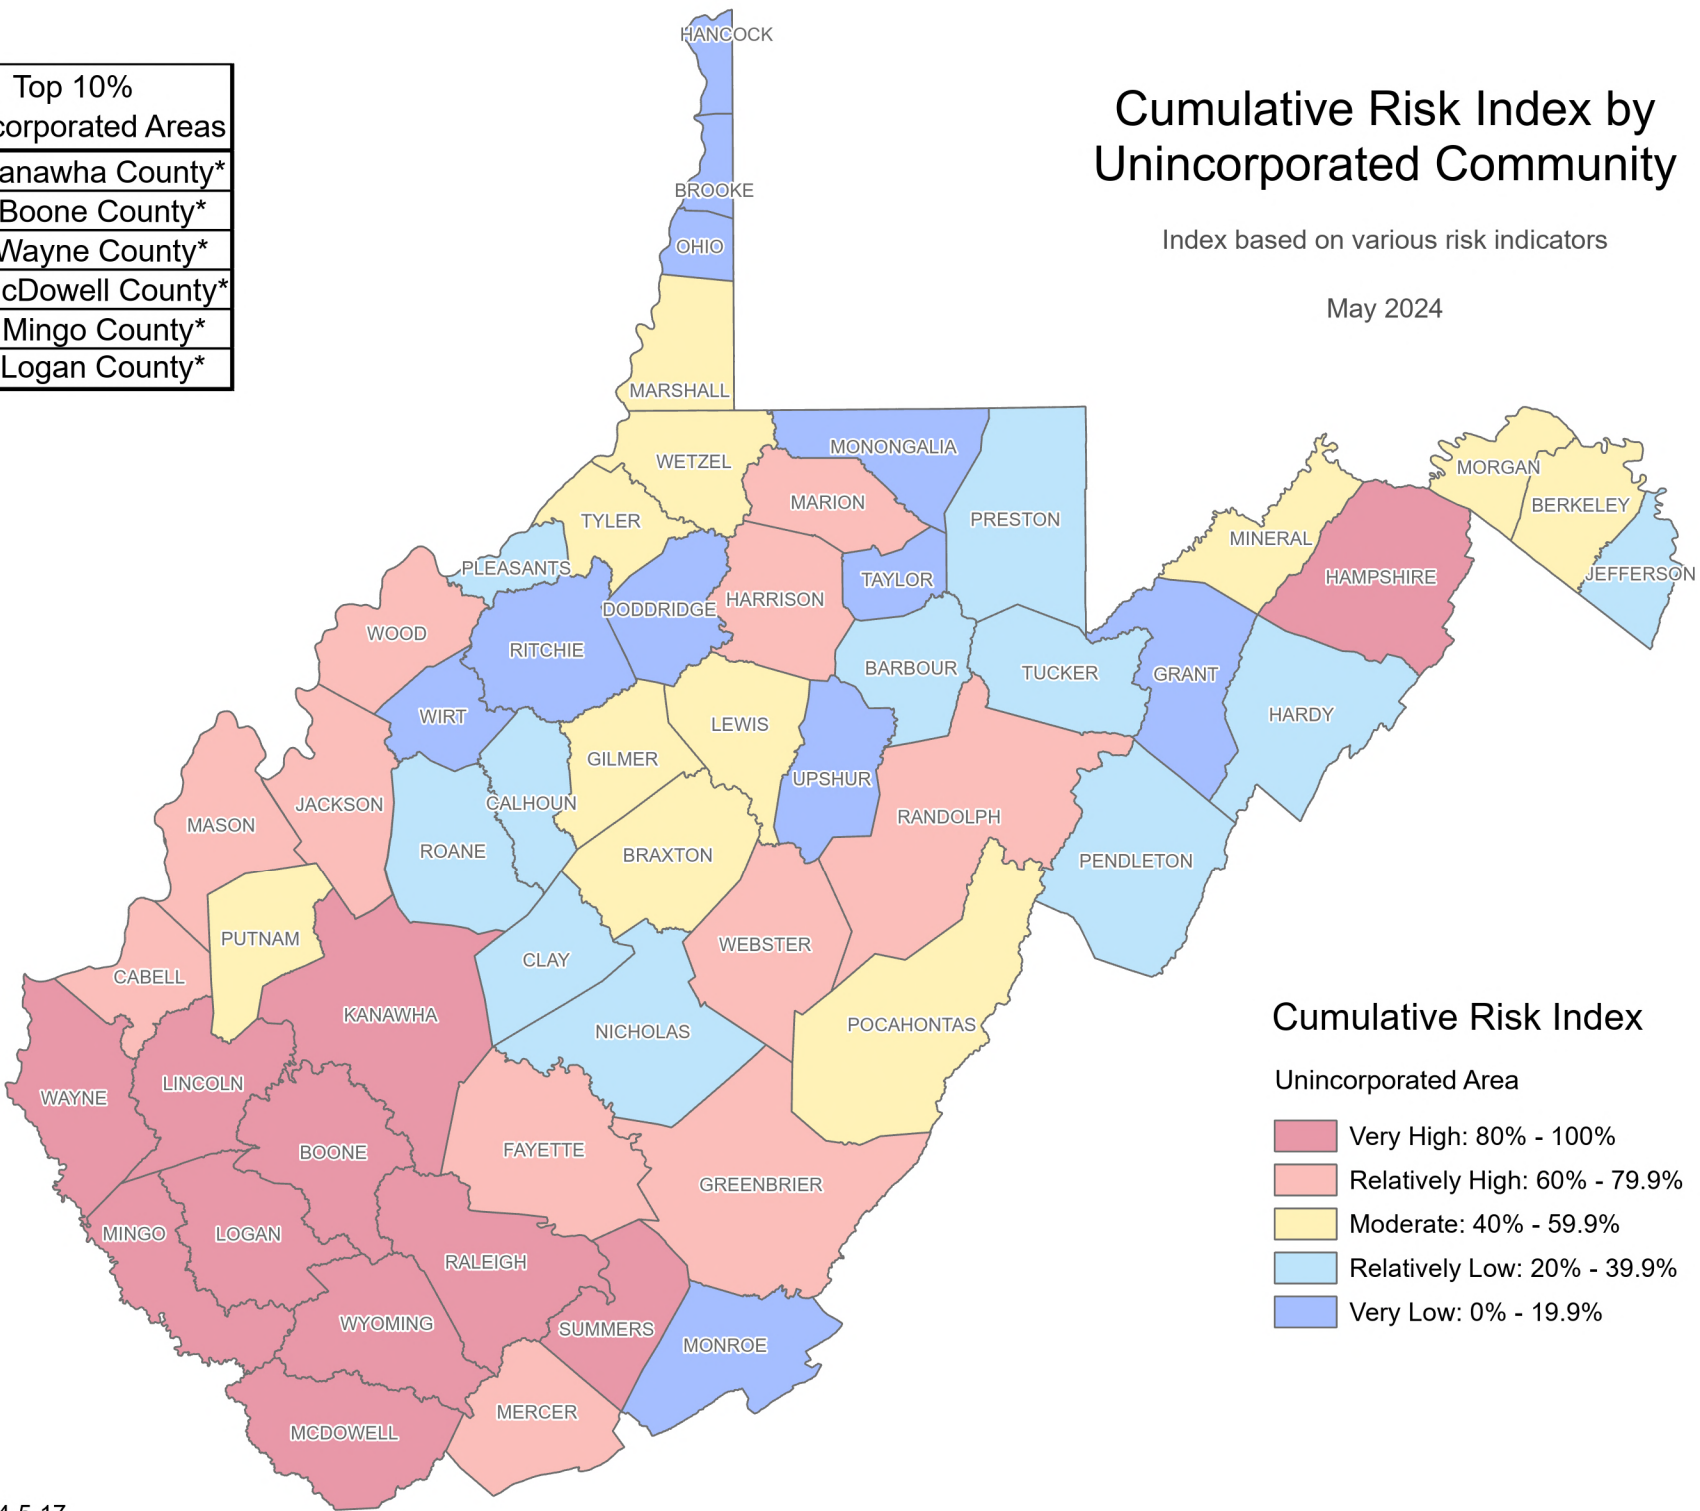 Top 10%
corporated Areas
anawha County*
Boone County*
Wayne County*
cDowell County*
Mingo County*
Logan County*
Cumulative Risk Index by
Unincorporated Community
Index based on various risk indicators
May 2024
HANCOCK
BROOKE
OHIO
MARSHALL
WETZEL
MONONGALIA
MARION
PRESTON
TYLER
PLEASANTS
TAYLOR
DODDRIDGE
HARRISON
MORGAN
BERKELEY
MINERAL
HAMPSHIRE
JEFFERSON
WOOD
RITCHIE
BARBOUR
TUCKER
GRANT
HARDY
WIRT
LEWIS
GILMER
UPSHUR
CALHOUN
JACKSON
MASON
RANDOLPH
ROANE
BRAXTON
PENDLETON
PUTNAM
WEBSTER
CLAY
CABELL
KANAWHA
NICHOLAS
POCAHONTAS
LINCOLN
WAYNE
BOONE
FAYETTE
GREENBRIER
MINGO
LOGAN
RALEIGH
WYOMING
SUMMERS
MONROE
MERCER
MCDOWELL
Cumulative Risk Index
Unincorporated Area
Very High: 80% - 100%
Relatively High: 60% - 79.9%
Moderate: 40% - 59.9%
Relatively Low: 20% - 39.9%
Very Low: 0% - 19.9%